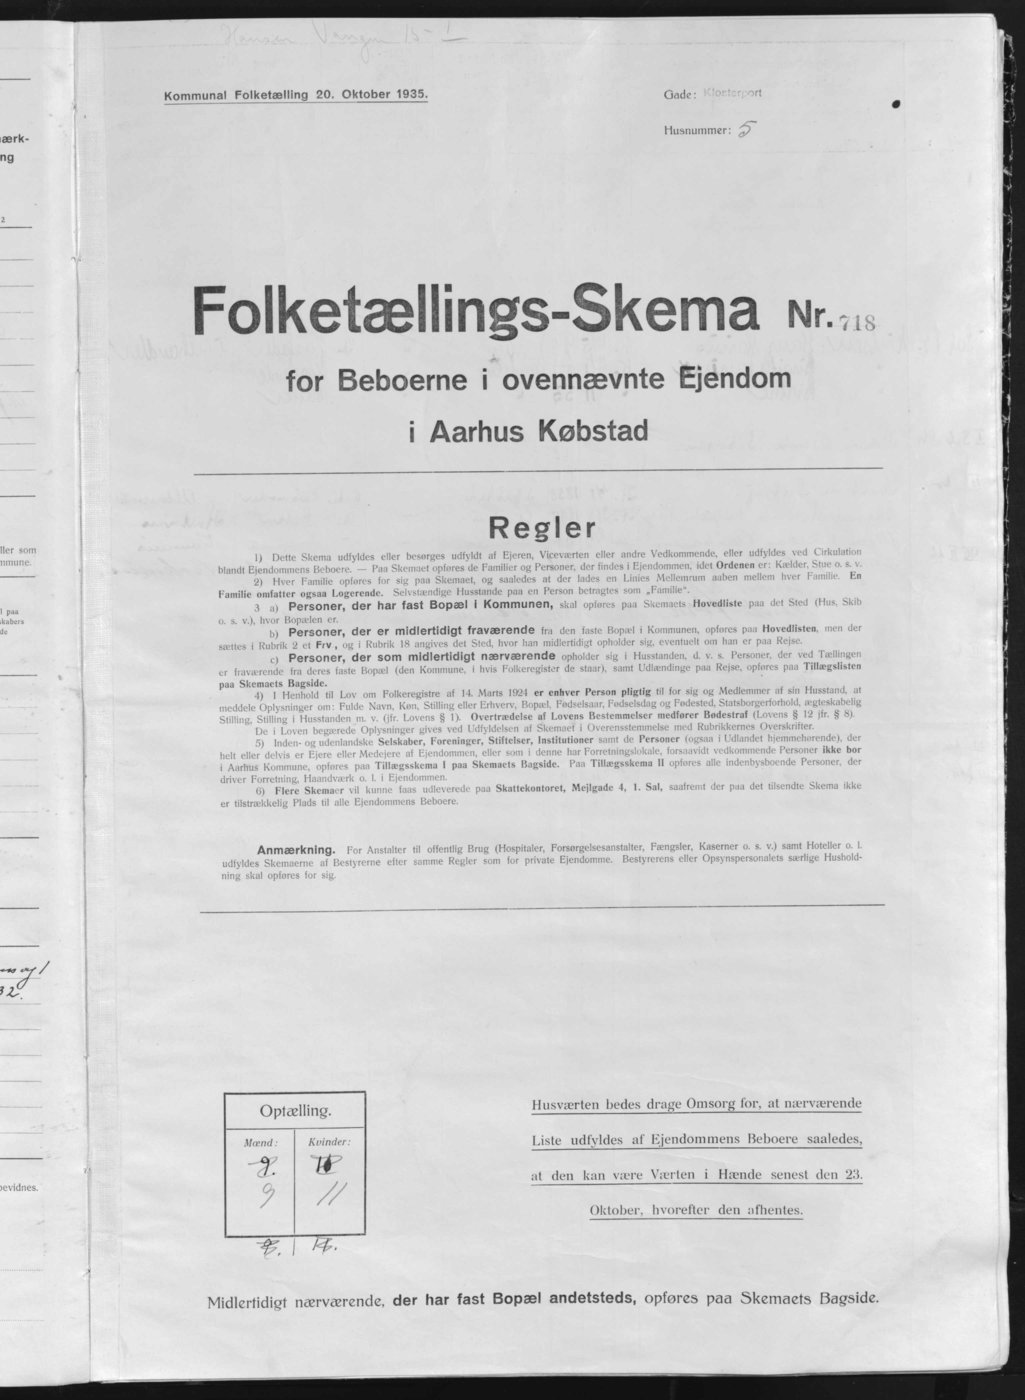 Kommunal Folketælling 20. Oktober 1935.
Gade: Klosterport
Husnummer: 5
Folketællings-Skema Nr. 718
for Beboerne i ovennævnte Ejendom
i Aarhus Købstad
Regler
1) Dette Skema udfyldes eller besørges udfyldt af Ejeren, Viceværten eller andre Vedkommende, eller udfyldes ved Cirkulation
blandt Ejendommens Beboere. — Paa Skemaet opføres de Familier og Personer, der findes i Ejendommen, idet Ordenen er: Kælder, Stue o. s. v.
2) Hver Familie opføres for sig paa Skemaet, og saaledes at der lades en Linies Mellemrum aaben mellem hver Familie. En
Familie omfatter ogsaa Logerende. Selvstændige Husstande paa en Person betragtes som „Familie".
3 a) Personer, der har fast Bopæl i Kommunen, skal opføres paa Skemaets Hovedliste paa det Sted (Hus, Skib
o. s. v.), hvor Bopælen er.
b) Personer, der er midlertidigt fraværende fra den faste Bopæl i Kommunen, opføres paa Hovedlisten, men der
sættes i Rubrik 2 et Frv., og i Rubrik 18 angives det Sted, hvor han midlertidigt opholder sig, eventuelt om han er paa Rejse.
c) Personer, der som midlertidigt nærværende opholder sig i Husstanden, d. v. s. Personer, der ved Tællingen
er fraværende fra deres faste Bopæl (den Kommune, i hvis Folkeregister de staar), samt Udlændinge paa Rejse, opføres paa Tillægslisten
paa Skemaets Bagside.
4) I Henhold til Lov om Folkeregistre af 14. Marts 1924 er enhver Person pligtig til for sig og Medlemmer af sin Husstand, at
meddele Oplysninger om: Fulde Navn, Køn, Stilling eller Erhverv, Bopæl, Fødselsaar, Fødselsdag og Fødested, Statsborgerforhold, ægteskabelig
Stilling, Stilling i Husstanden m. v. (jfr. Lovens § 1). Overtrædelse af Lovens Bestemmelser medfører Bødestraf (Lovens § 12 jfr. § 8).
De i Loven begærede Oplysninger gives ved Udfyldelsen af Skemaet i Overensstemmelse med Rubrikkernes Overskrifter.
5) Inden- og udenlandske Selskaber, Foreninger, Stiftelser, Institutioner samt de Personer (ogsaa i Udlandet hjemmehørende), der
helt eller delvis er Ejere eller Medejere af Ejendommen, eller som i denne har Forretningslokale, forsaavidt vedkommende Personer ikke bor
i Aarhus Kommune, opføres paa Tillægsskema I paa Skemaets Bagside. Paa Tillægsskema II opføres alle indenbysboende Personer, der
driver Forretning, Haandværk o. l. i Ejendommen.
6) Flere Skemaer vil kunne faas udleverede paa Skattekontoret, Mejlgade 4, 1. Sal, saafremt der paa det tilsendte Skema ikke
er tilstrækkelig Plads til alle Ejendommens Beboere.
Anmærkning. For Anstalter til offentlig Brug (Hospitaler, Forsørgelsesanstalter, Fængsler, Kaserner o. s. v.) samt Hoteller o. l.
udfyldes Skemaerne af Bestyrerne efter samme Regler som for private Ejendomme. Bestyrerens eller Opsynspersonalets særlige Hushold-
ning skal opføres for sig.
Optælling.
Mænd: Kvinder:
9 11
Husværten bedes drage Omsorg for, at nærværende
Liste udfyldes af Ejendommens Beboere saaledes,
at den kan være Værten i Hænde senest den 23.
Oktober, hvorefter den afhentes.
Midlertidigt nærværende, der har fast Bopæl andetsteds, opføres paa Skemaets Bagside.